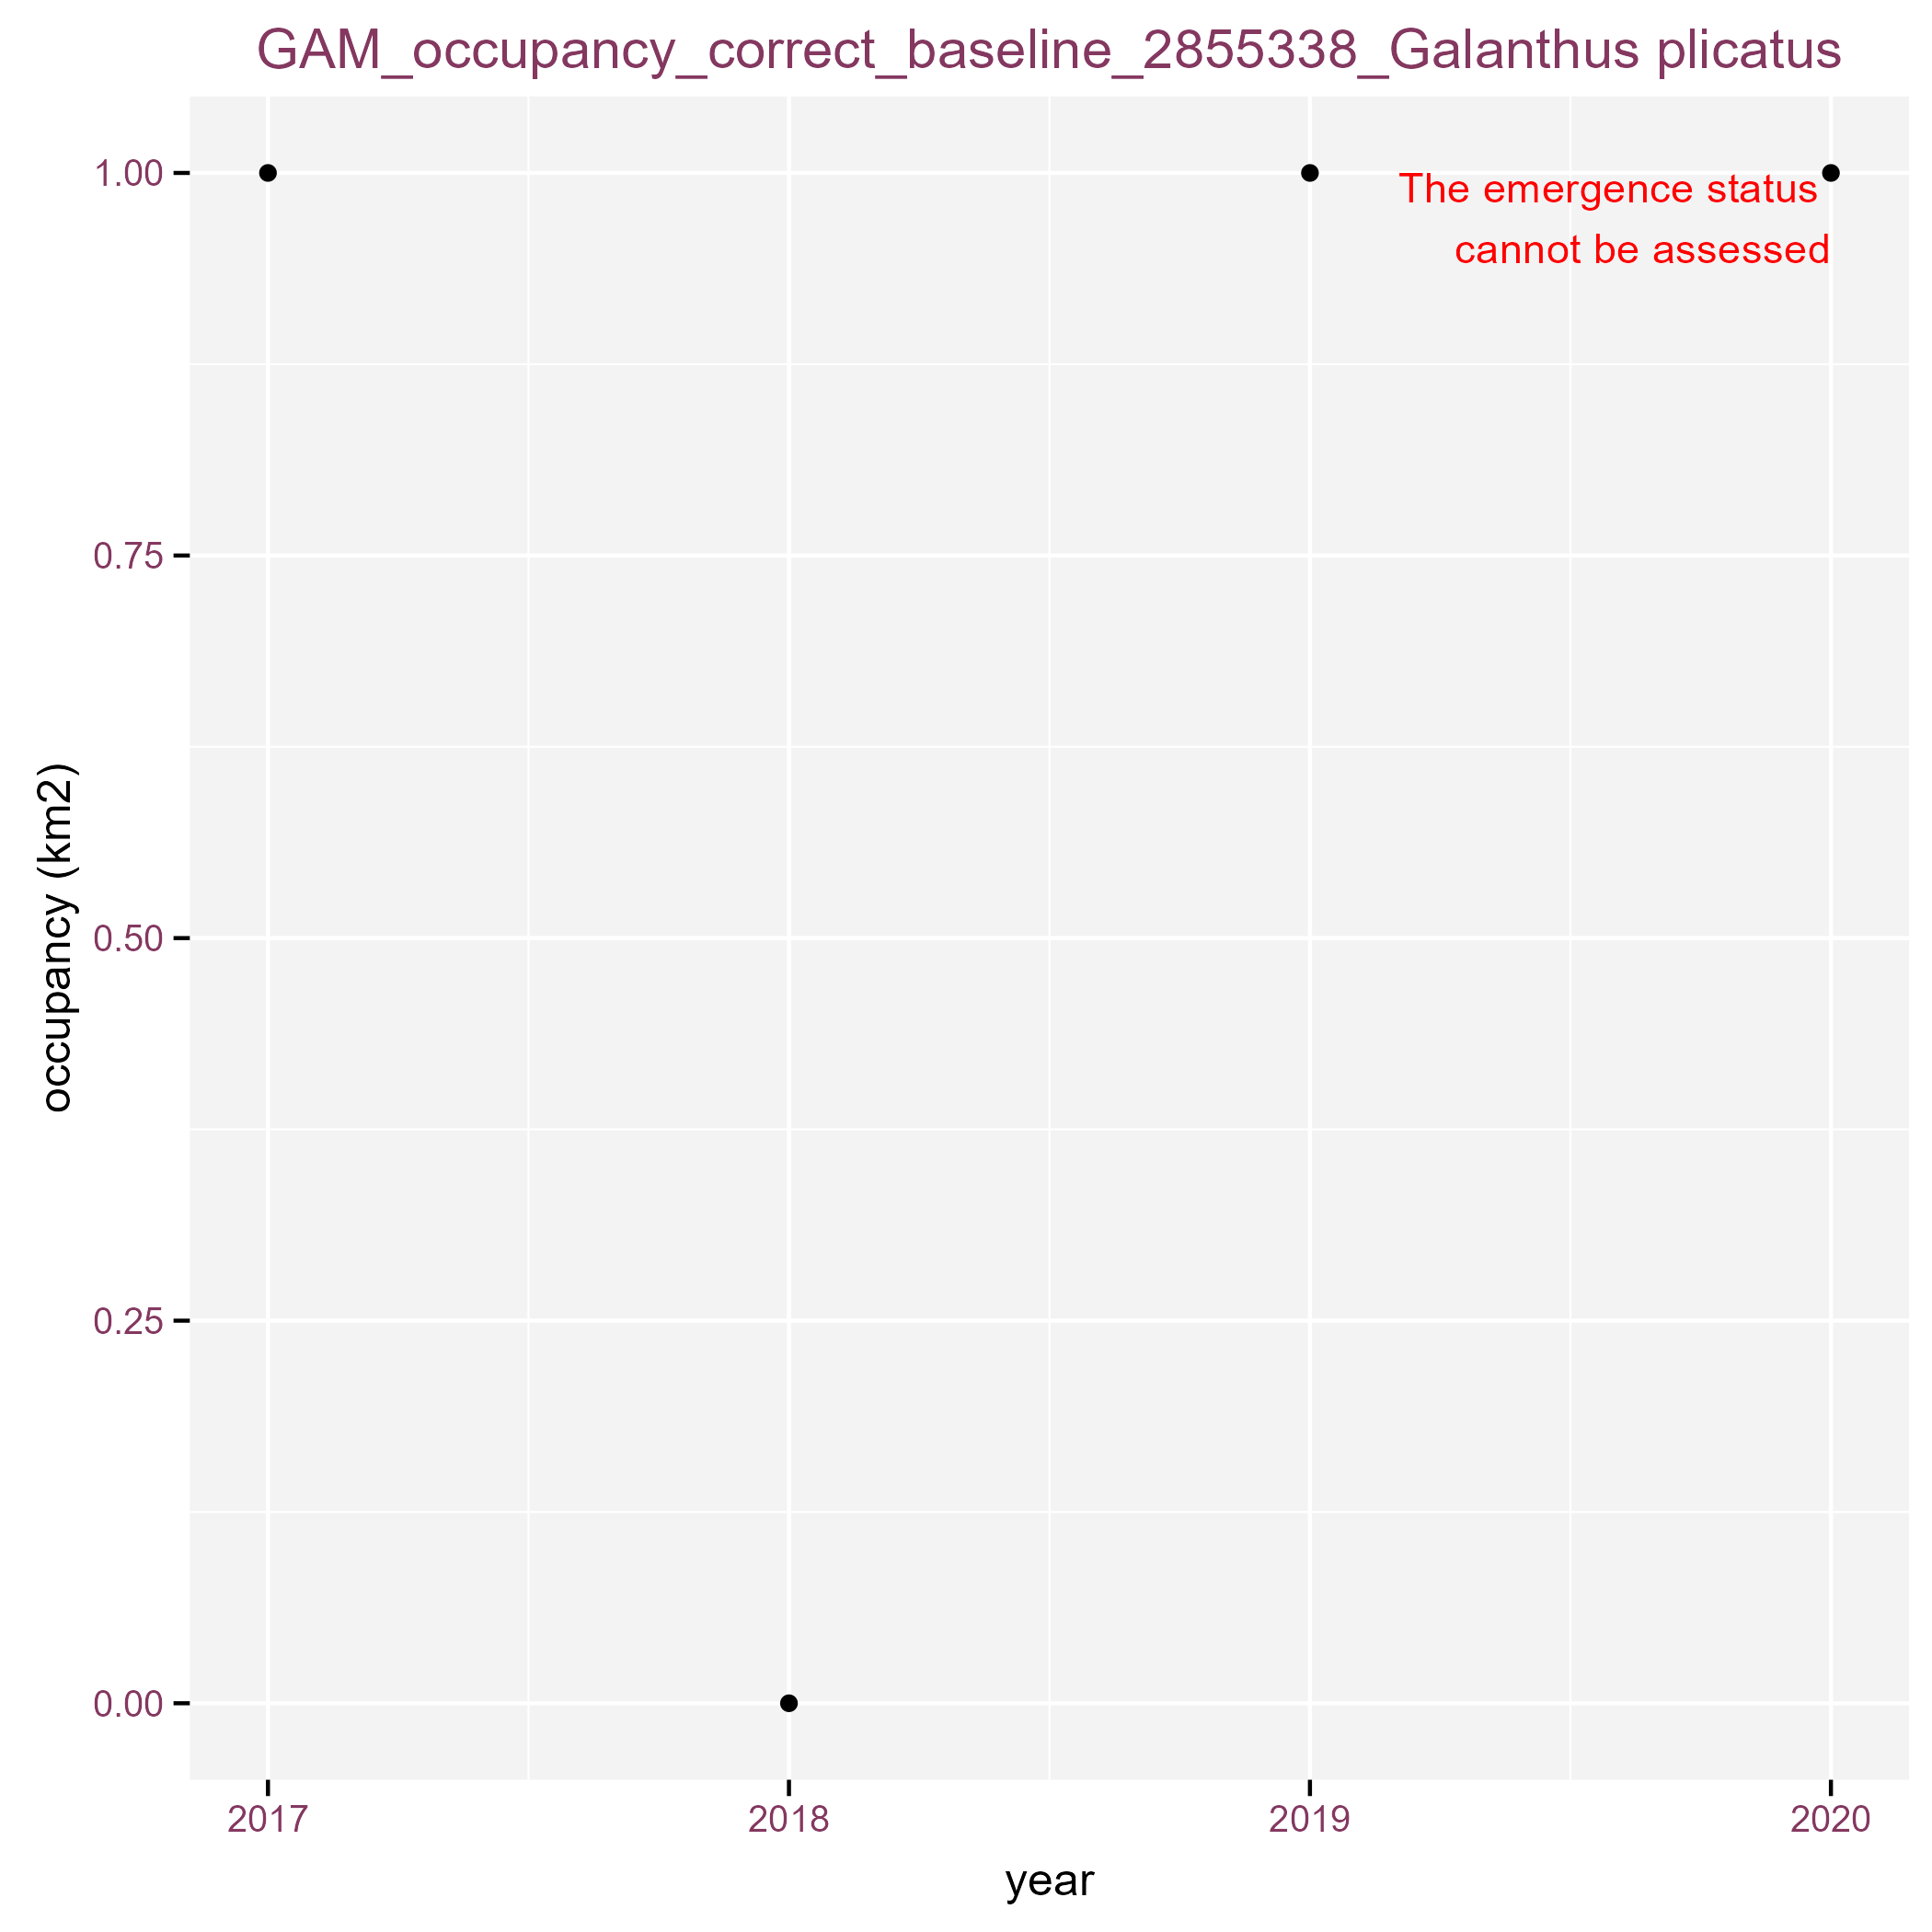 GAM_occupancy_correct_baseline_2855338_Galanthus plicatus
1.00
The emergence status
cannot be assessed
0.75
0.50
0.25
0.00
occupancy (km2)
2017 2018 2019 2020
year